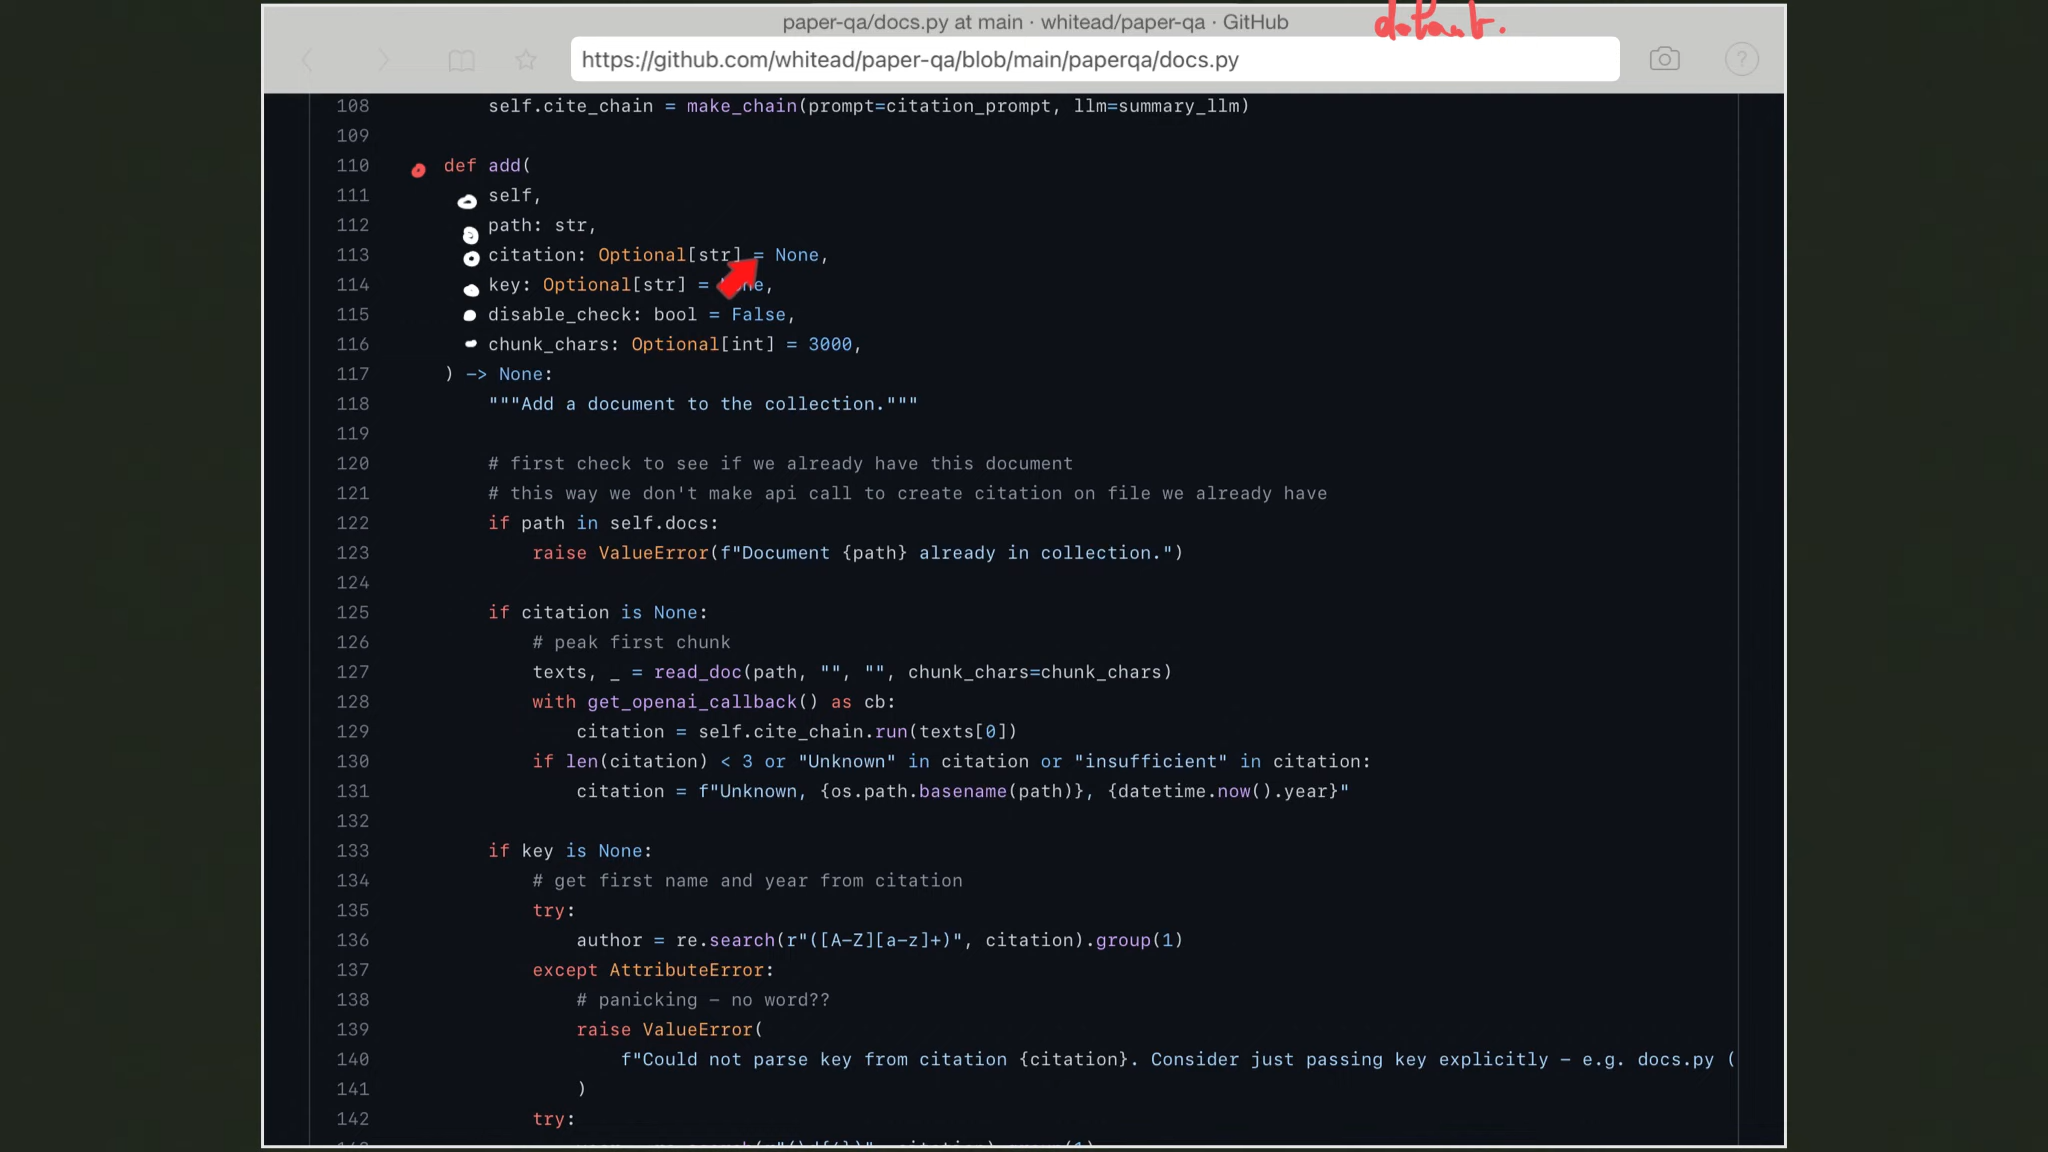 paper-qa/docs.py at main · whitead/paper-qa · GitHub
default.
https://github.com/whitead/paper-qa/blob/main/paperqa/docs.py
?
108 self.cite_chain = make_chain(prompt=citation_prompt, llm=summary_llm)
109
110 def add(
111 self,
112 path: str,
113 citation: Optional[str] = None,
114 key: Optional[str] = None,
115 disable_check: bool = False,
116 chunk_chars: Optional[int] = 3000,
117 ) -> None:
118 """Add a document to the collection."""
119
120 # first check to see if we already have this document
121 # this way we don't make api call to create citation on file we already have
122 if path in self.docs:
123 raise ValueError(f"Document {path} already in collection.")
124
125 if citation is None:
126 # peak first chunk
127 texts, _ = read_doc(path, "", "", chunk_chars=chunk_chars)
128 with get_openai_callback() as cb:
129 citation = self.cite_chain.run(texts[0])
130 if len(citation) < 3 or "Unknown" in citation or "insufficient" in citation:
131 citation = f"Unknown, {os.path.basename(path)}, {datetime.now().year}"
132
133 if key is None:
134 # get first name and year from citation
135 try:
136 author = re.search(r"([A-Z][a-z]+)", citation).group(1)
137 except AttributeError:
138 # panicking – no word??
139 raise ValueError(
140 f"Could not parse key from citation {citation}. Consider just passing key explicitly – e.g. docs.py (
141 )
142 try: